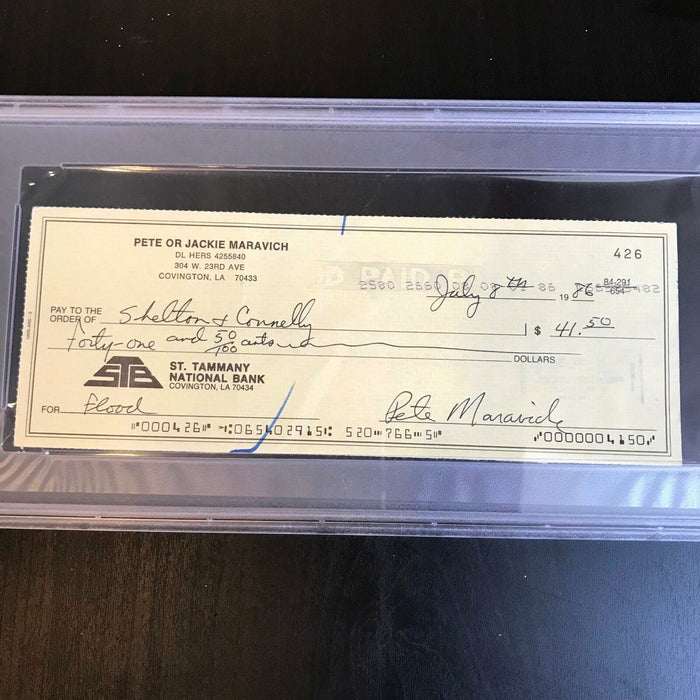 PETE OR JACKIE MARAVICH
DL HERS 4255840
304 W. 23RD AVE
COVINGTON, LA 70433
426
PAID
July 8th 1986
84-291
654
PAY TO THE
ORDER OF Shelton & Connelly $ 41.50
Forty-one and 50/100 cents DOLLARS
STB
ST. TAMMANY
NATIONAL BANK
COVINGTON, LA 70434
FOR Flood Pete Maravich
⑈000426⑈ ⑆065402915⑆ 520⑉766⑉5⑈ ⑈0000004150⑈